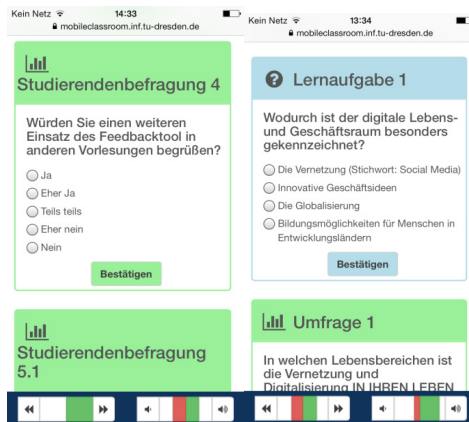 Kein Netz 14:33
mobileclassroom.inf.tu-dresden.de
Studierendenbefragung 4
Würden Sie einen weiteren
Einsatz des Feedbacktool in
anderen Vorlesungen begrüßen?
Ja
Eher Ja
Teils teils
Eher nein
Nein
Bestätigen
Studierendenbefragung
5.1
Kein Netz 13:34
mobileclassroom.inf.tu-dresden.de
Lernaufgabe 1
Wodurch ist der digitale Lebens-
und Geschäftsraum besonders
gekennzeichnet?
Die Vernetzung (Stichwort: Social Media)
Innovative Geschäftsideen
Die Globalisierung
Bildungsmöglichkeiten für Menschen in
Entwicklungsländern
Bestätigen
Umfrage 1
In welchen Lebensbereichen ist
die Vernetzung und
Digitalisierung IN IHREN LEBEN